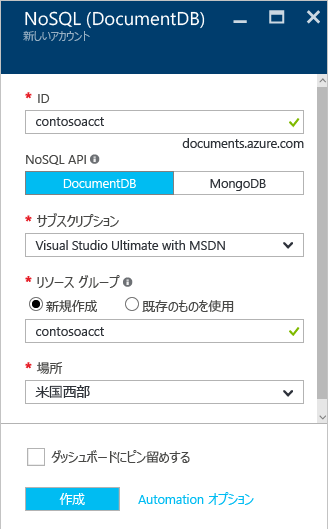 NoSQL (DocumentDB)
新しいアカウント
* ID
contosoacct
documents.azure.com
NoSQL API
DocumentDB MongoDB
* サブスクリプション
Visual Studio Ultimate with MSDN
* リソース グループ
新規作成 既存のものを使用
contosoacct
* 場所
米国西部
ダッシュボードにピン留めする
作成 Automation オプション